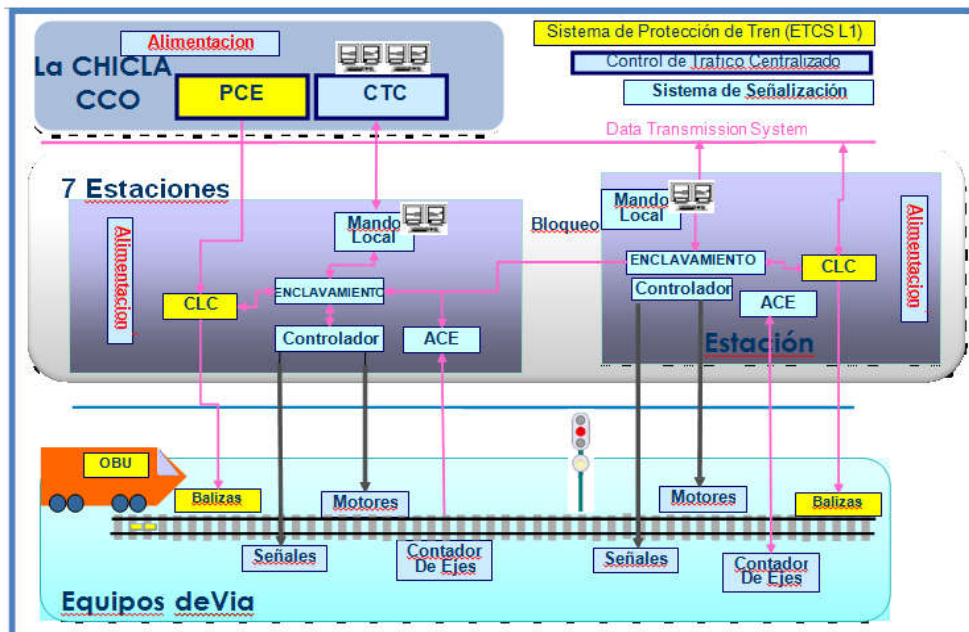 Alimentacion
La CHICLA
CCO
PCE
CTC
Sistema de Protección de Tren (ETCS L1)
Control de Trafico Centralizado
Sistema de Señalización
Data Transmission System
7 Estaciones
Alimentacion
Mando
Local
CLC
ENCLAVAMIENTO
Controlador
ACE
Bloqueo
Mando
Local
ENCLAVAMIENTO
Controlador
CLC
ACE
Alimentacion
Estación
OBU
Balizas
Motores
Señales
Contador
De Ejes
Motores
Señales
Balizas
Contador
De Ejes
Equipos deVia